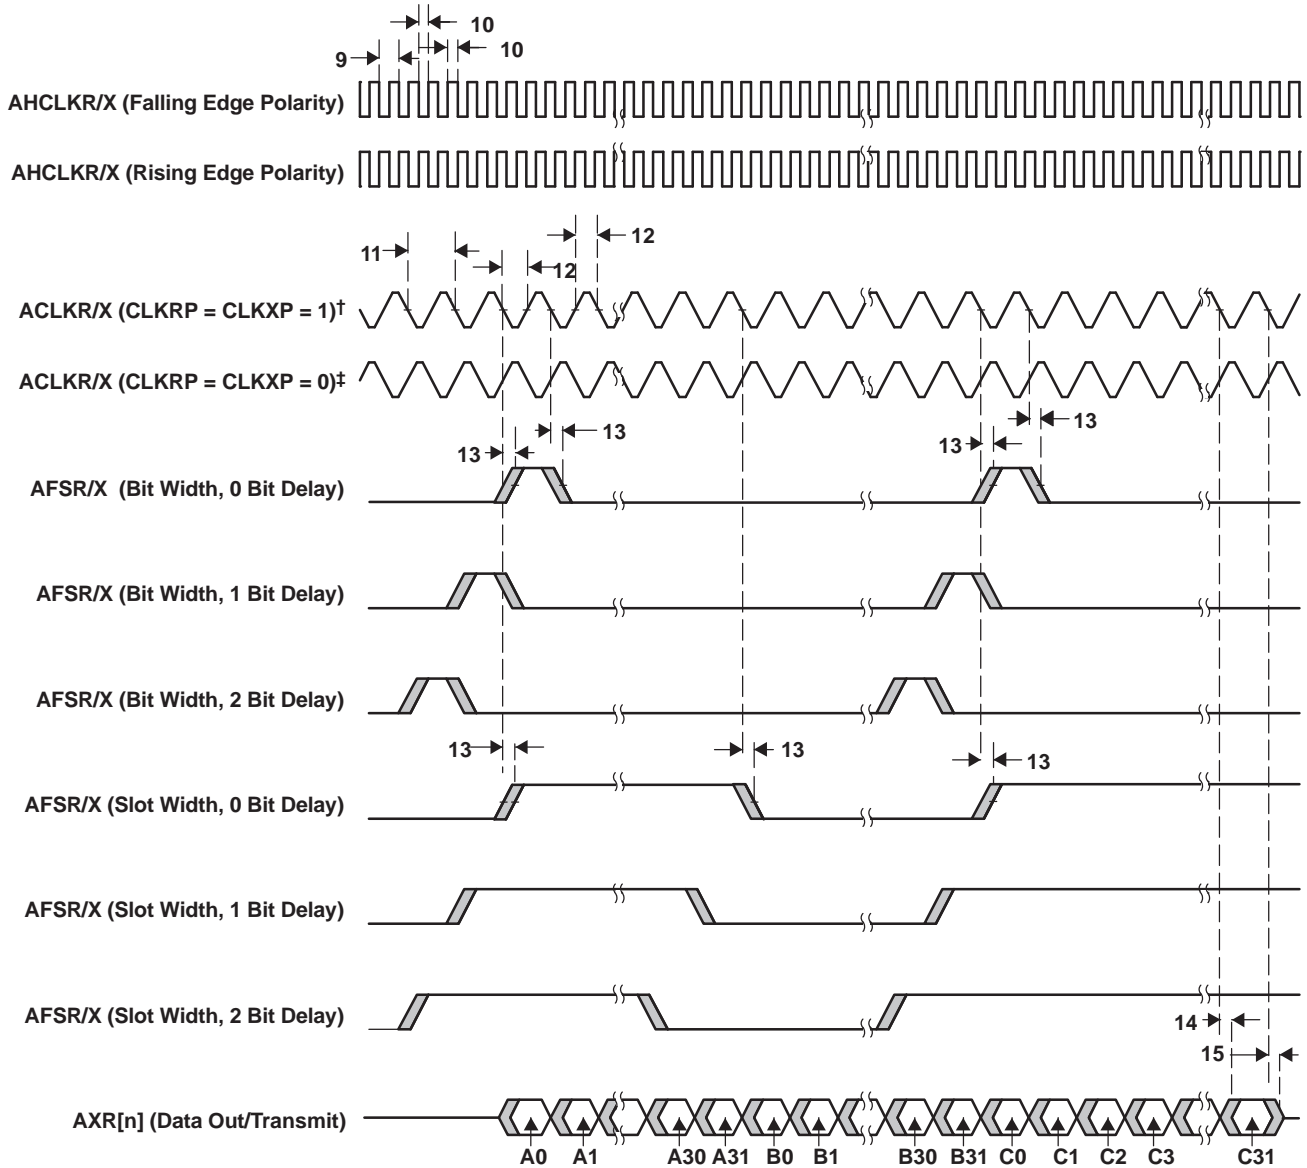 10
10
9
AHCLKR/X (Falling Edge Polarity)
AHCLKR/X (Rising Edge Polarity)
12
11
12
ACLKR/X (CLKRP = CLKXP = 1)†
ACLKR/X (CLKRP = CLKXP = 0)‡
13
13
13
13
AFSR/X (Bit Width, 0 Bit Delay)
AFSR/X (Bit Width, 1 Bit Delay)
AFSR/X (Bit Width, 2 Bit Delay)
13
13
13
AFSR/X (Slot Width, 0 Bit Delay)
AFSR/X (Slot Width, 1 Bit Delay)
AFSR/X (Slot Width, 2 Bit Delay)
14
15
AXR[n] (Data Out/Transmit)
A0 A1 A30 A31 B0 B1 B30 B31 C0 C1 C2 C3 C31